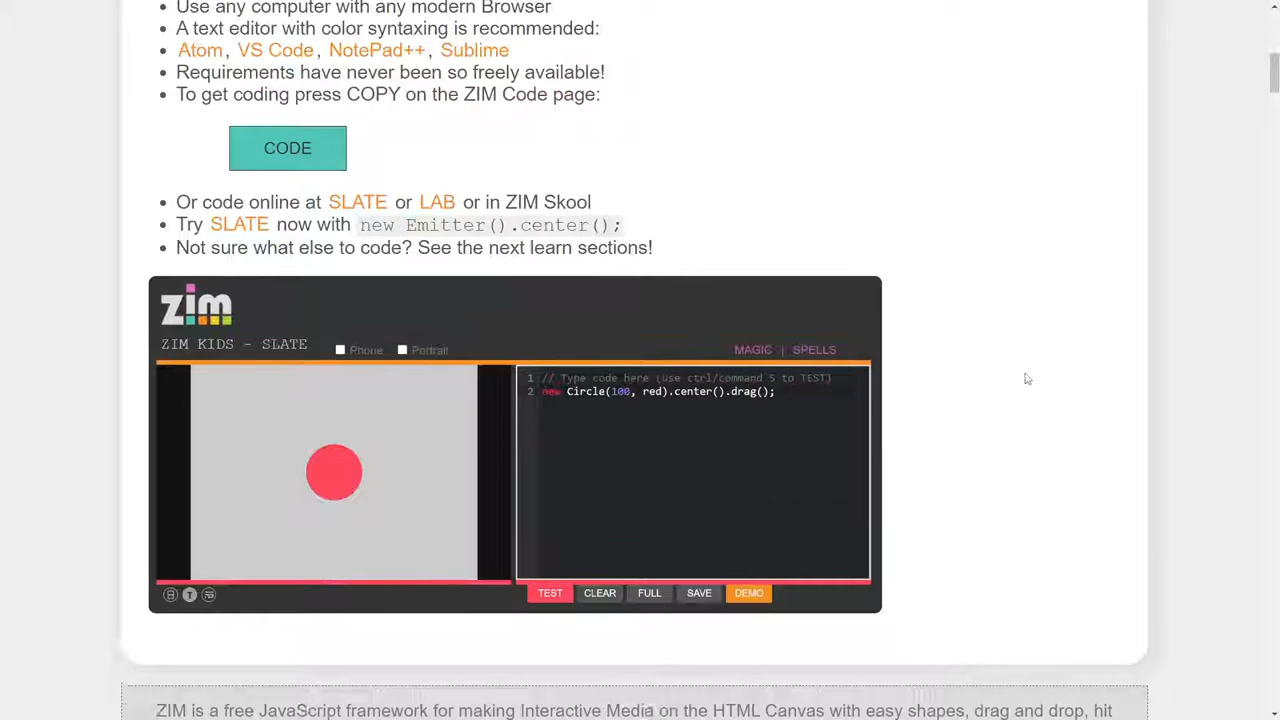 Use any computer with any modern Browser
A text editor with color syntaxing is recommended:
Atom, VS Code, NotePad++, Sublime
Requirements have never been so freely available!
To get coding press COPY on the ZIM Code page:
CODE
Or code online at SLATE or LAB or in ZIM Skool
Try SLATE now with new Emitter().center();
Not sure what else to code? See the next learn sections!
zim
ZIM KIDS - SLATE
Phone
Portrait
MAGIC | SPELLS
1 // Type code here (use ctrl/command S to TEST)
2 new Circle(100, red).center().drag();
TEST
CLEAR
FULL
SAVE
DEMO
ZIM is a free JavaScript framework for making Interactive Media on the HTML Canvas with easy shapes, drag and drop, hit